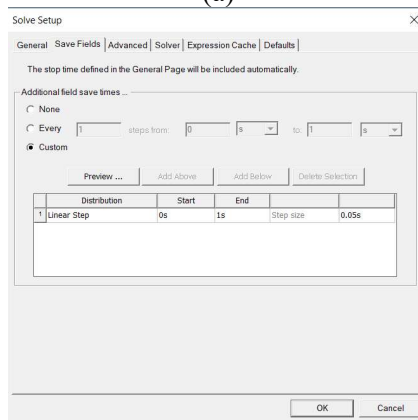 Solve Setup
General Save Fields Advanced Solver Expression Cache Defaults
The stop time defined in the General Page will be included automatically.
Additional field save times ...
None
Every 1 steps from: 0 s to: 1 s
Custom
Preview ... Add Above Add Below Delete Selection
Distribution Start End
1 Linear Step 0s 1s Step size 0.05s
OK Cancel